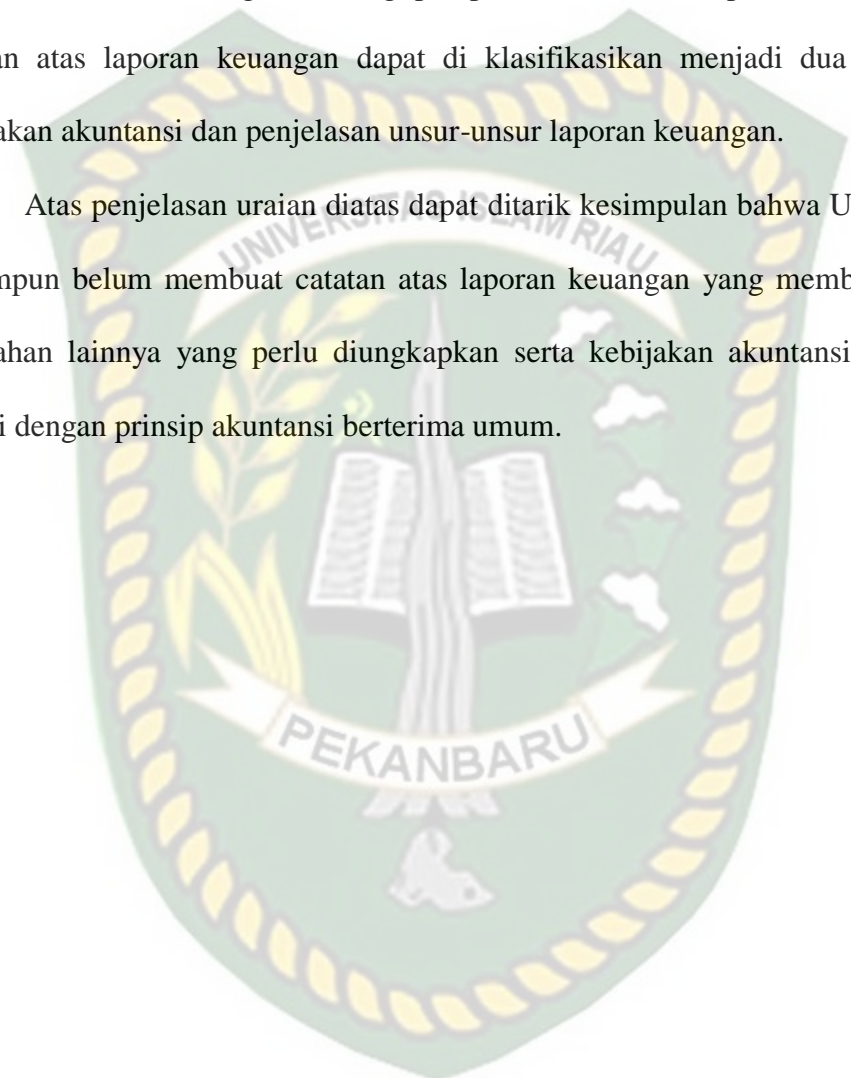 an atas laporan keuangan dapat di klasifikasikan menjadi dua
akan akuntansi dan penjelasan unsur-unsur laporan keuangan.
Atas penjelasan uraian diatas dapat ditarik kesimpulan bahwa U
mpun belum membuat catatan atas laporan keuangan yang memb
ahan lainnya yang perlu diungkapkan serta kebijakan akuntansi
i dengan prinsip akuntansi berterima umum.
UNIVERSITAS ISLAM RIAU
PEKANBARU